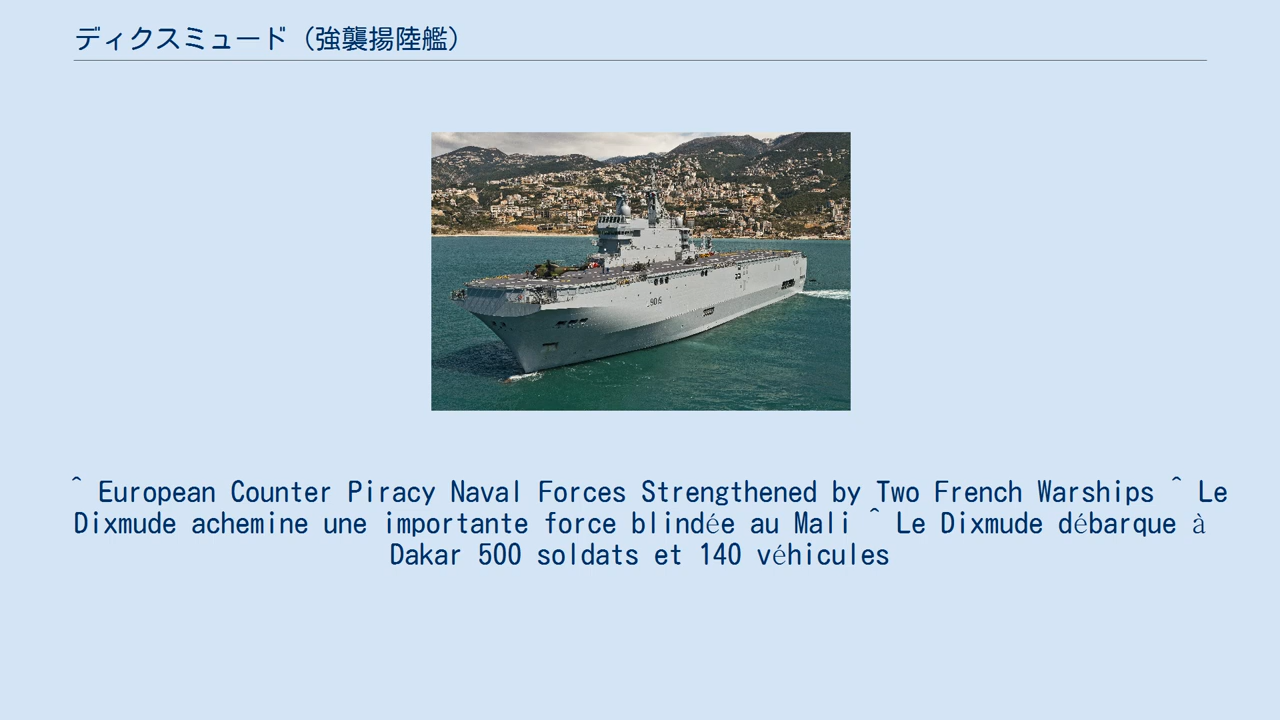 ディクスミュード（強襲揚陸艦）
906
^ European Counter Piracy Naval Forces Strengthened by Two French Warships ^ Le
Dixmude achemine une importante force blindée au Mali ^ Le Dixmude débarque à
Dakar 500 soldats et 140 véhicules